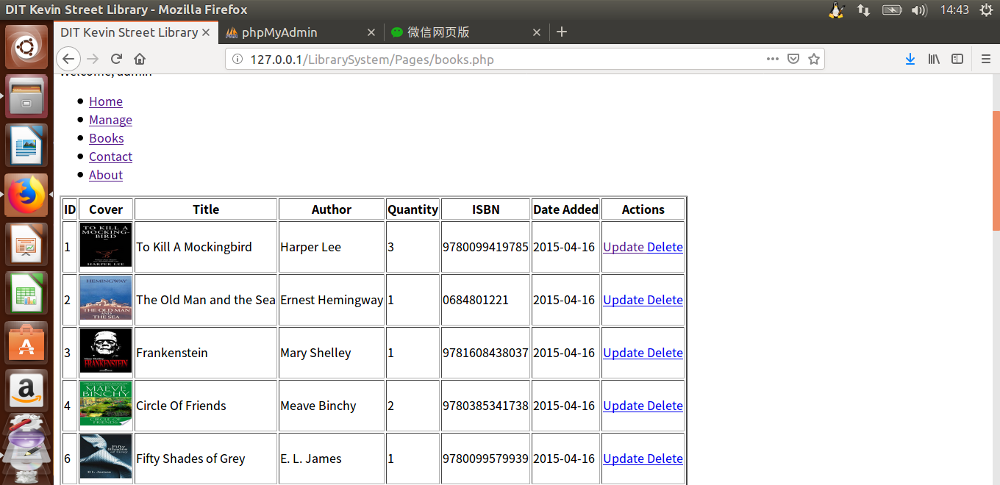 DIT Kevin Street Library - Mozilla Firefox
14:43
DIT Kevin Street Library
phpMyAdmin
微信网页版
127.0.0.1/LibrarySystem/Pages/books.php
Welcome, admin
Home
Manage
Books
Contact
About
ID Cover Title Author Quantity ISBN Date Added Actions
TO KILL A
MOCKING-
BIRD
HARPER LEE
1 To Kill A Mockingbird Harper Lee 3 9780099419785 2015-04-16 Update Delete
HEMINGWAY
THE OLD MAN
AND
THE SEA
2 The Old Man and the Sea Ernest Hemingway 1 0684801221 2015-04-16 Update Delete
Mary Shelley
FRANKENSTEIN
3 Frankenstein Mary Shelley 1 9781608438037 2015-04-16 Update Delete
MAEVE
BINCHY
CIRCLE OF
FRIENDS
4 Circle Of Friends Meave Binchy 2 9780385341738 2015-04-16 Update Delete
Fifty Shades
of Grey
E L James
6 Fifty Shades of Grey E. L. James 1 9780099579939 2015-04-16 Update Delete